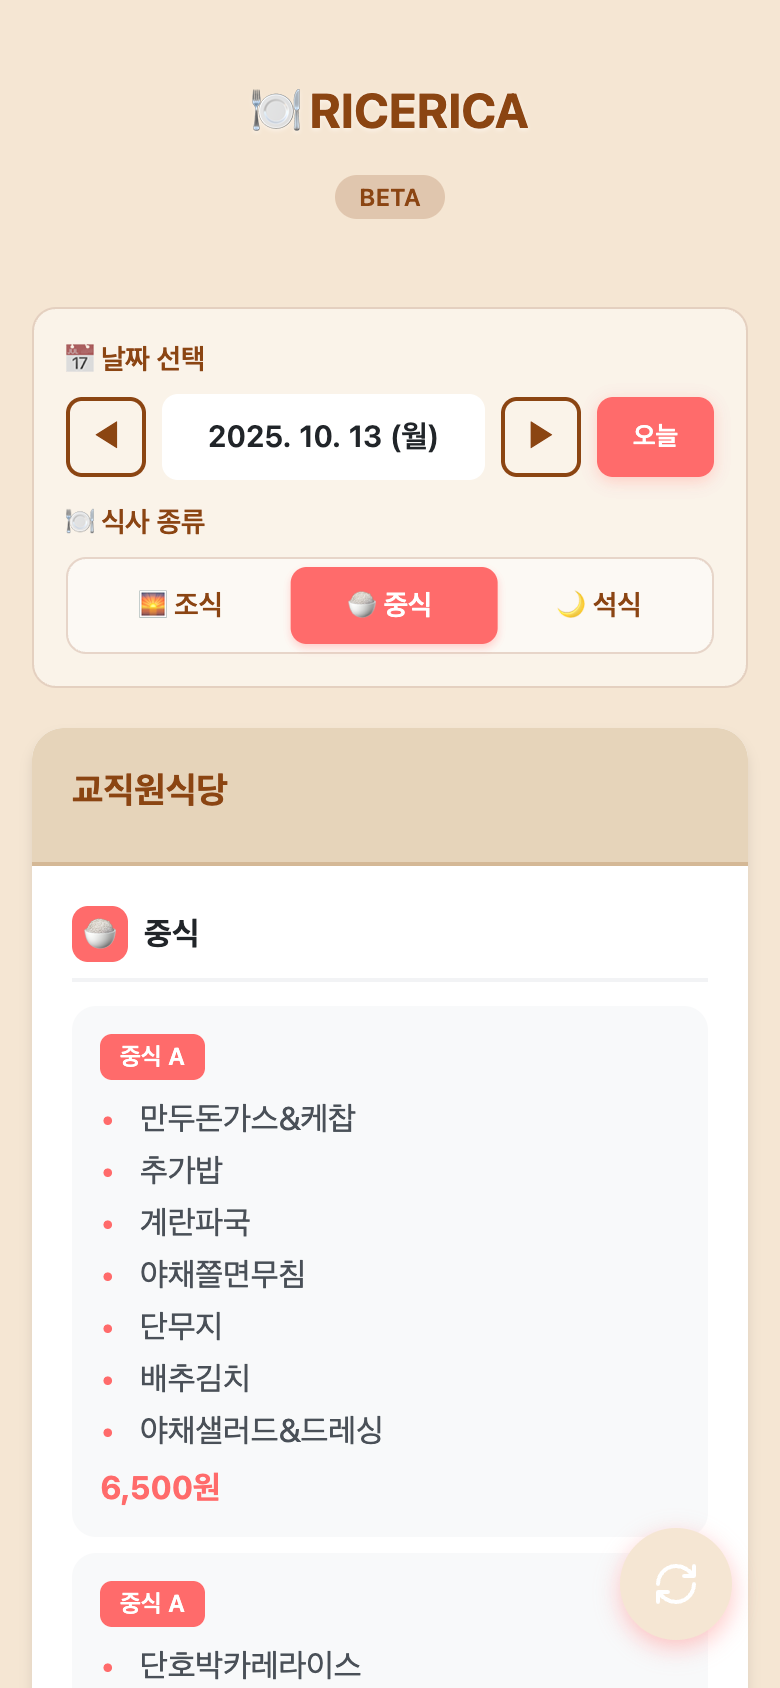 RICERICA
BETA
날짜 선택
◀ 2025. 10. 13 (월) ▶ 오늘
식사 종류
조식 중식 석식
교직원식당
중식
중식 A
• 만두돈가스&케찹
• 추가밥
• 계란파국
• 야채쫄면무침
• 단무지
• 배추김치
• 야채샐러드&드레싱
6,500원
중식 A
• 단호박카레라이스